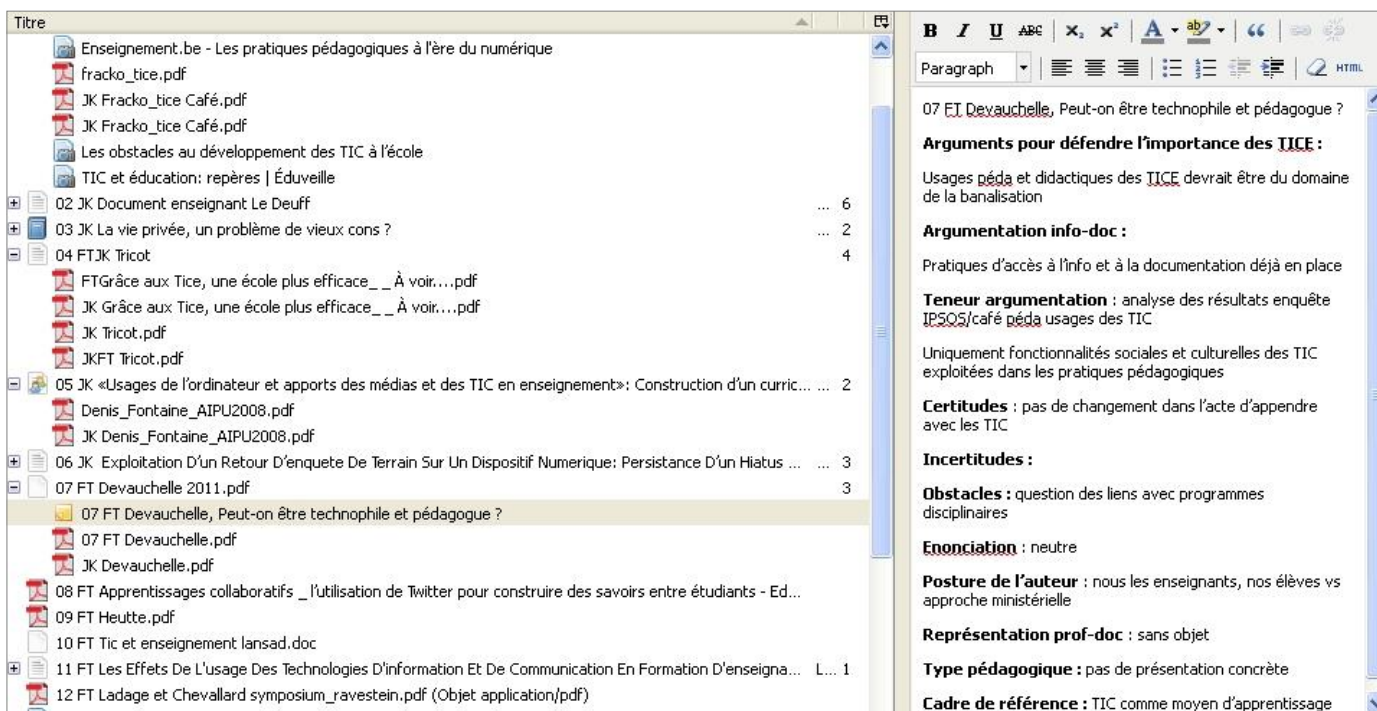 Titre
Enseignement.be - Les pratiques pédagogiques à l'ère du numérique
fracko_tice.pdf
JK Fracko_tice Café.pdf
JK Fracko_tice Café.pdf
Les obstacles au développement des TIC à l'école
TIC et éducation: repères | Éduveille
02 JK Document enseignant Le Deuff ... 6
03 JK La vie privée, un problème de vieux cons ? ... 2
04 FTJK Tricot 4
FTGrâce aux Tice, une école plus efficace_ _ À voir....pdf
JK Grâce aux Tice, une école plus efficace_ _ À voir....pdf
JK Tricot.pdf
JKFT Tricot.pdf
05 JK «Usages de l'ordinateur et apports des médias et des TIC en enseignement»: Construction d'un curric... ... 2
Denis_Fontaine_AIPU2008.pdf
JK Denis_Fontaine_AIPU2008.pdf
06 JK Exploitation D'un Retour D'enquete De Terrain Sur Un Dispositif Numerique: Persistance D'un Hiatus ... ... 3
07 FT Devauchelle 2011.pdf 3
07 FT Devauchelle, Peut-on être technophile et pédagogue ?
07 FT Devauchelle.pdf
JK Devauchelle.pdf
08 FT Apprentissages collaboratifs _ l'utilisation de Twitter pour construire des savoirs entre étudiants - Ed...
09 FT Heutte.pdf
10 FT Tic et enseignement lansad.doc
11 FT Les Effets De L'usage Des Technologies D'information Et De Communication En Formation D'enseigna... L... 1
12 FT Ladage et Chevallard symposium_ravestein.pdf (Objet application/pdf)
B I U ABC x₂ x² A ab “
Paragraph HTML
07 FT Devauchelle, Peut-on être technophile et pédagogue ?
Arguments pour défendre l'importance des TICE :
Usages péda et didactiques des TICE devrait être du domaine
de la banalisation
Argumentation info-doc :
Pratiques d'accès à l'info et à la documentation déjà en place
Teneur argumentation : analyse des résultats enquête
IPSOS/café péda usages des TIC
Uniquement fonctionnalités sociales et culturelles des TIC
exploitées dans les pratiques pédagogiques
Certitudes : pas de changement dans l'acte d'appendre
avec les TIC
Incertitudes :
Obstacles : question des liens avec programmes
disciplinaires
Enonciation : neutre
Posture de l'auteur : nous les enseignants, nos élèves vs
approche ministérielle
Représentation prof-doc : sans objet
Type pédagogique : pas de présentation concrète
Cadre de référence : TIC comme moyen d'apprentissage